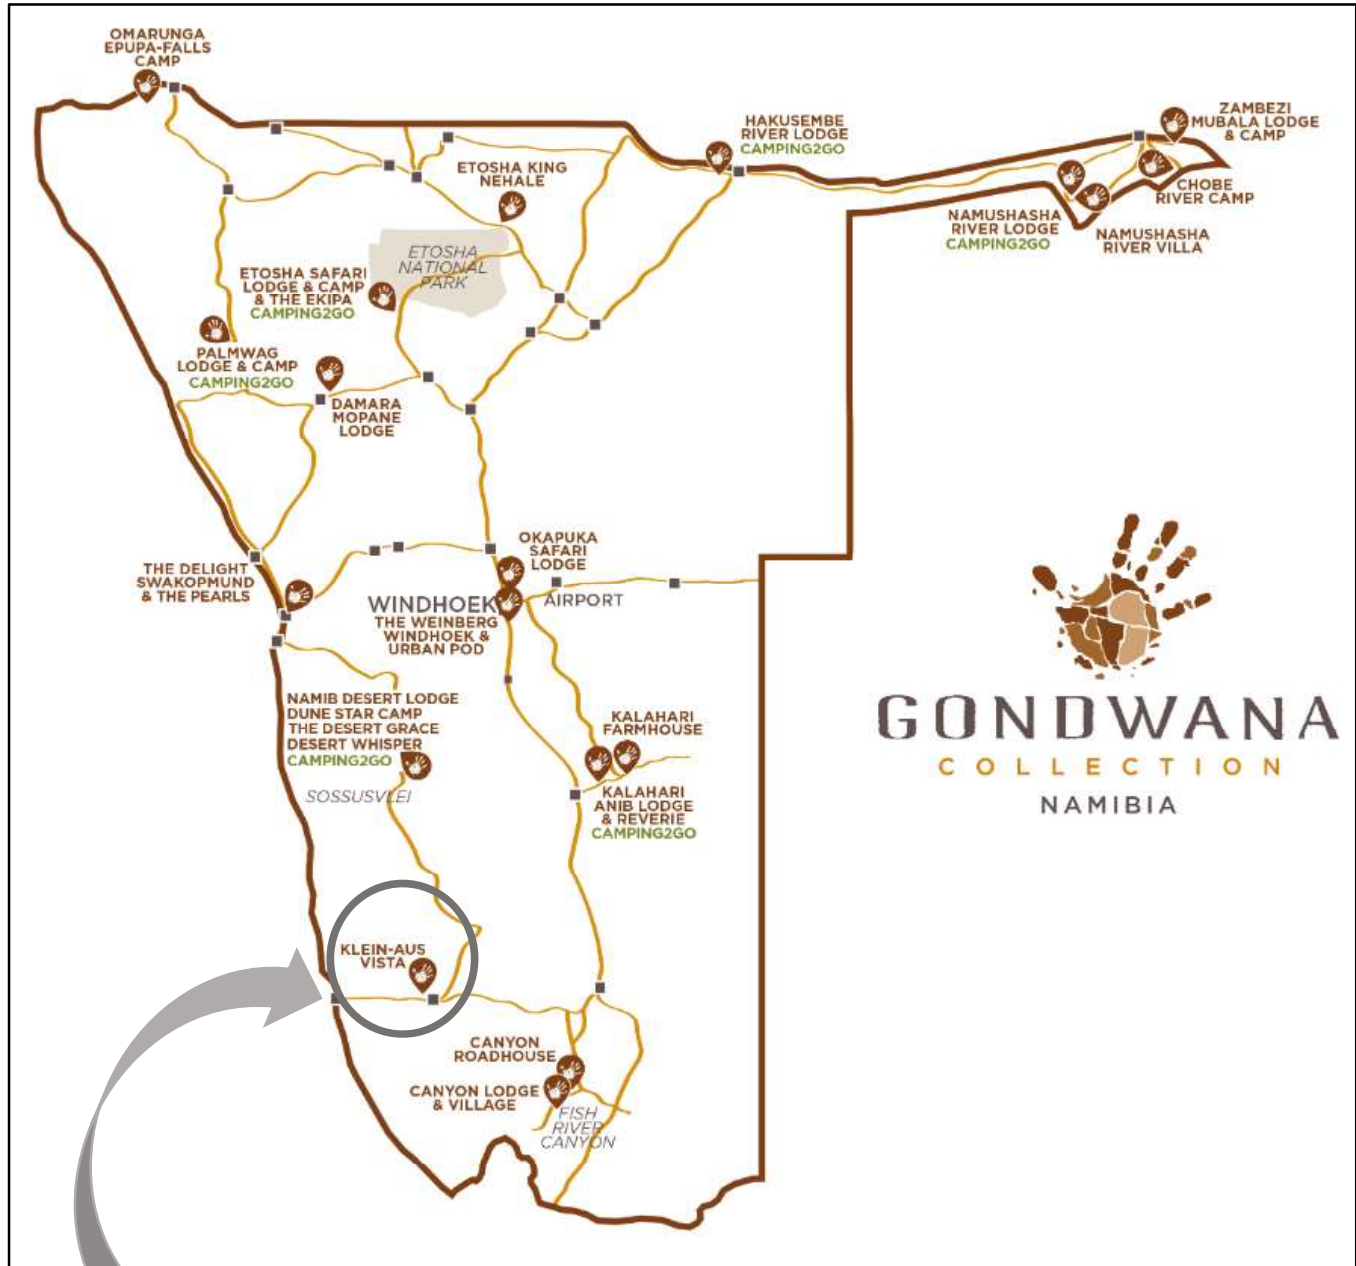 OMARUNGA
EPUPA-FALLS
CAMP
HAKUSEMBE
RIVER LODGE
CAMPING2GO
ZAMBEZI
MUBALA LODGE
& CAMP
ETOSHA KING
NEHALE
CHOBE
RIVER CAMP
NAMUSHASHA
RIVER LODGE
CAMPING2GO
NAMUSHASHA
RIVER VILLA
ETOSHA
NATIONAL
PARK
ETOSHA SAFARI
LODGE & CAMP
& THE EKIPA
CAMPING2GO
PALMWAG
LODGE & CAMP
CAMPING2GO
DAMARA
MOPANE
LODGE
OKAPUKA
SAFARI
LODGE
THE DELIGHT
SWAKOPMUND
& THE PEARLS
WINDHOEK
AIRPORT
THE WEINBERG
WINDHOEK &
URBAN POD
NAMIB DESERT LODGE
DUNE STAR CAMP
THE DESERT GRACE
DESERT WHISPER
CAMPING2GO
SOSSUSVLEI
KALAHARI
FARMHOUSE
KALAHARI
ANIB LODGE
& REVERIE
CAMPING2GO
GONDWANA
COLLECTION
NAMIBIA
KLEIN-AUS
VISTA
CANYON
ROADHOUSE
CANYON LODGE
& VILLAGE
FISH
RIVER
CANYON